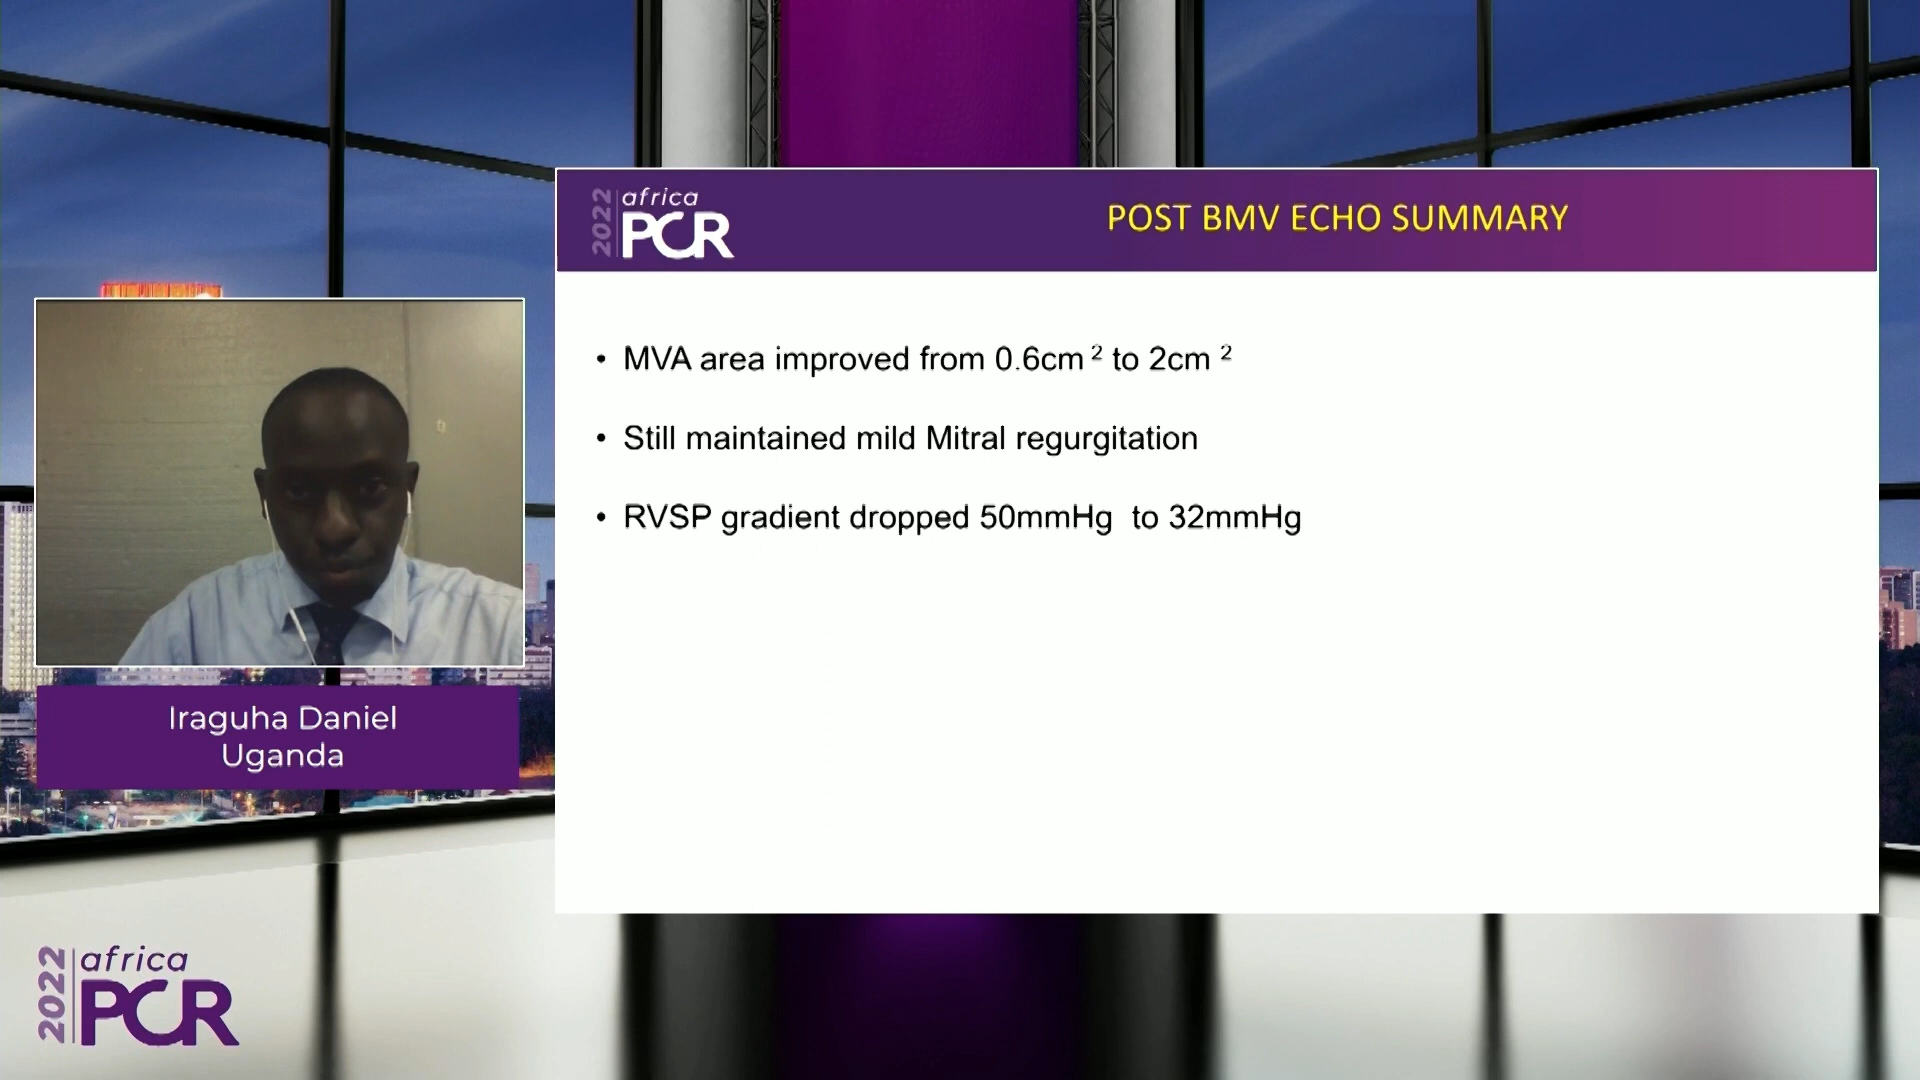 2022 africa PCR
POST BMV ECHO SUMMARY
• MVA area improved from 0.6cm ² to 2cm ²
• Still maintained mild Mitral regurgitation
• RVSP gradient dropped 50mmHg  to 32mmHg
Iraguha Daniel
Uganda
2022 africa PCR